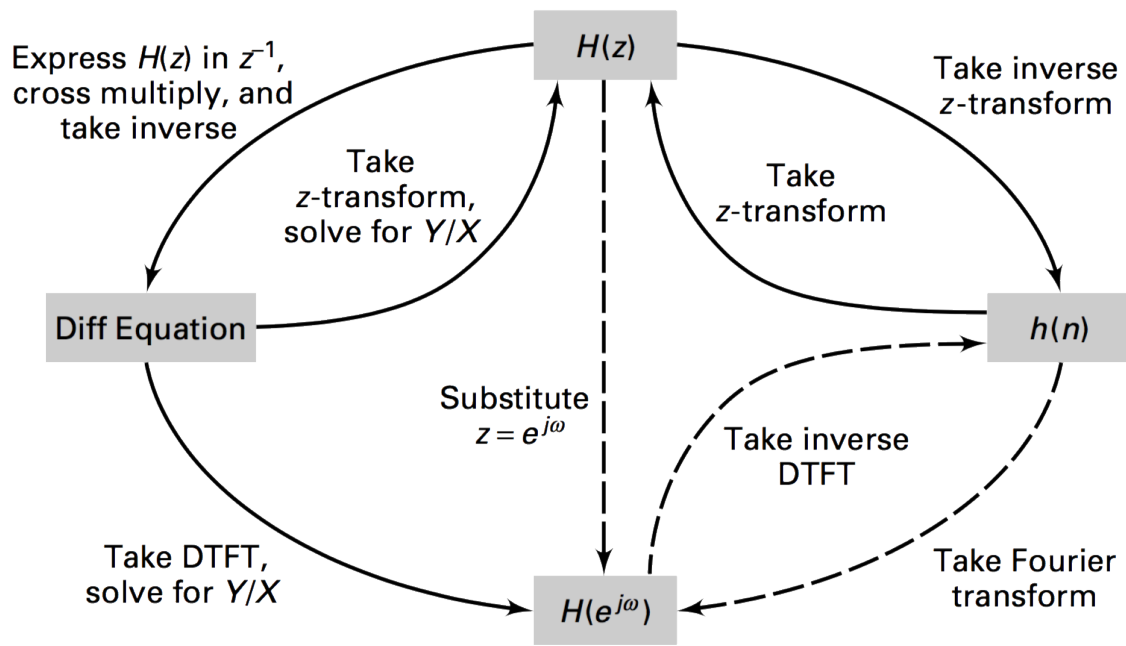 H(z)
Express H(z) in z⁻¹,
cross multiply, and
take inverse
Take inverse
z-transform
Take
z-transform,
solve for Y/X
Take
z-transform
Diff Equation
h(n)
Substitute
z = e^{jω}
Take inverse
DTFT
Take DTFT,
solve for Y/X
Take Fourier
transform
H(e^{jω})